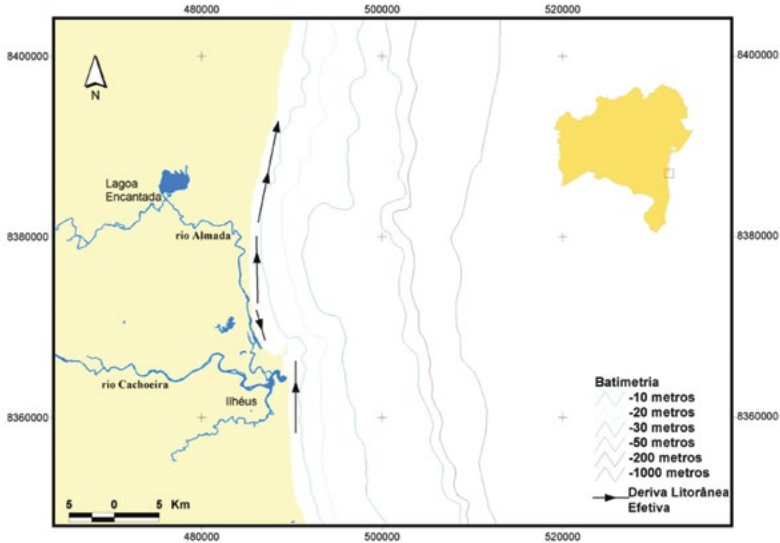 480000 500000 520000
8400000 8400000
N
Lagoa
Encantada
rio Almada
8380000 8380000
rio Cachoeira
Ilhéus
8360000 8360000
Batimetria
-10 metros
-20 metros
-30 metros
-50 metros
-200 metros
-1000 metros
Deriva Litorânea
Efetiva
5 0 5 Km
480000 500000 520000